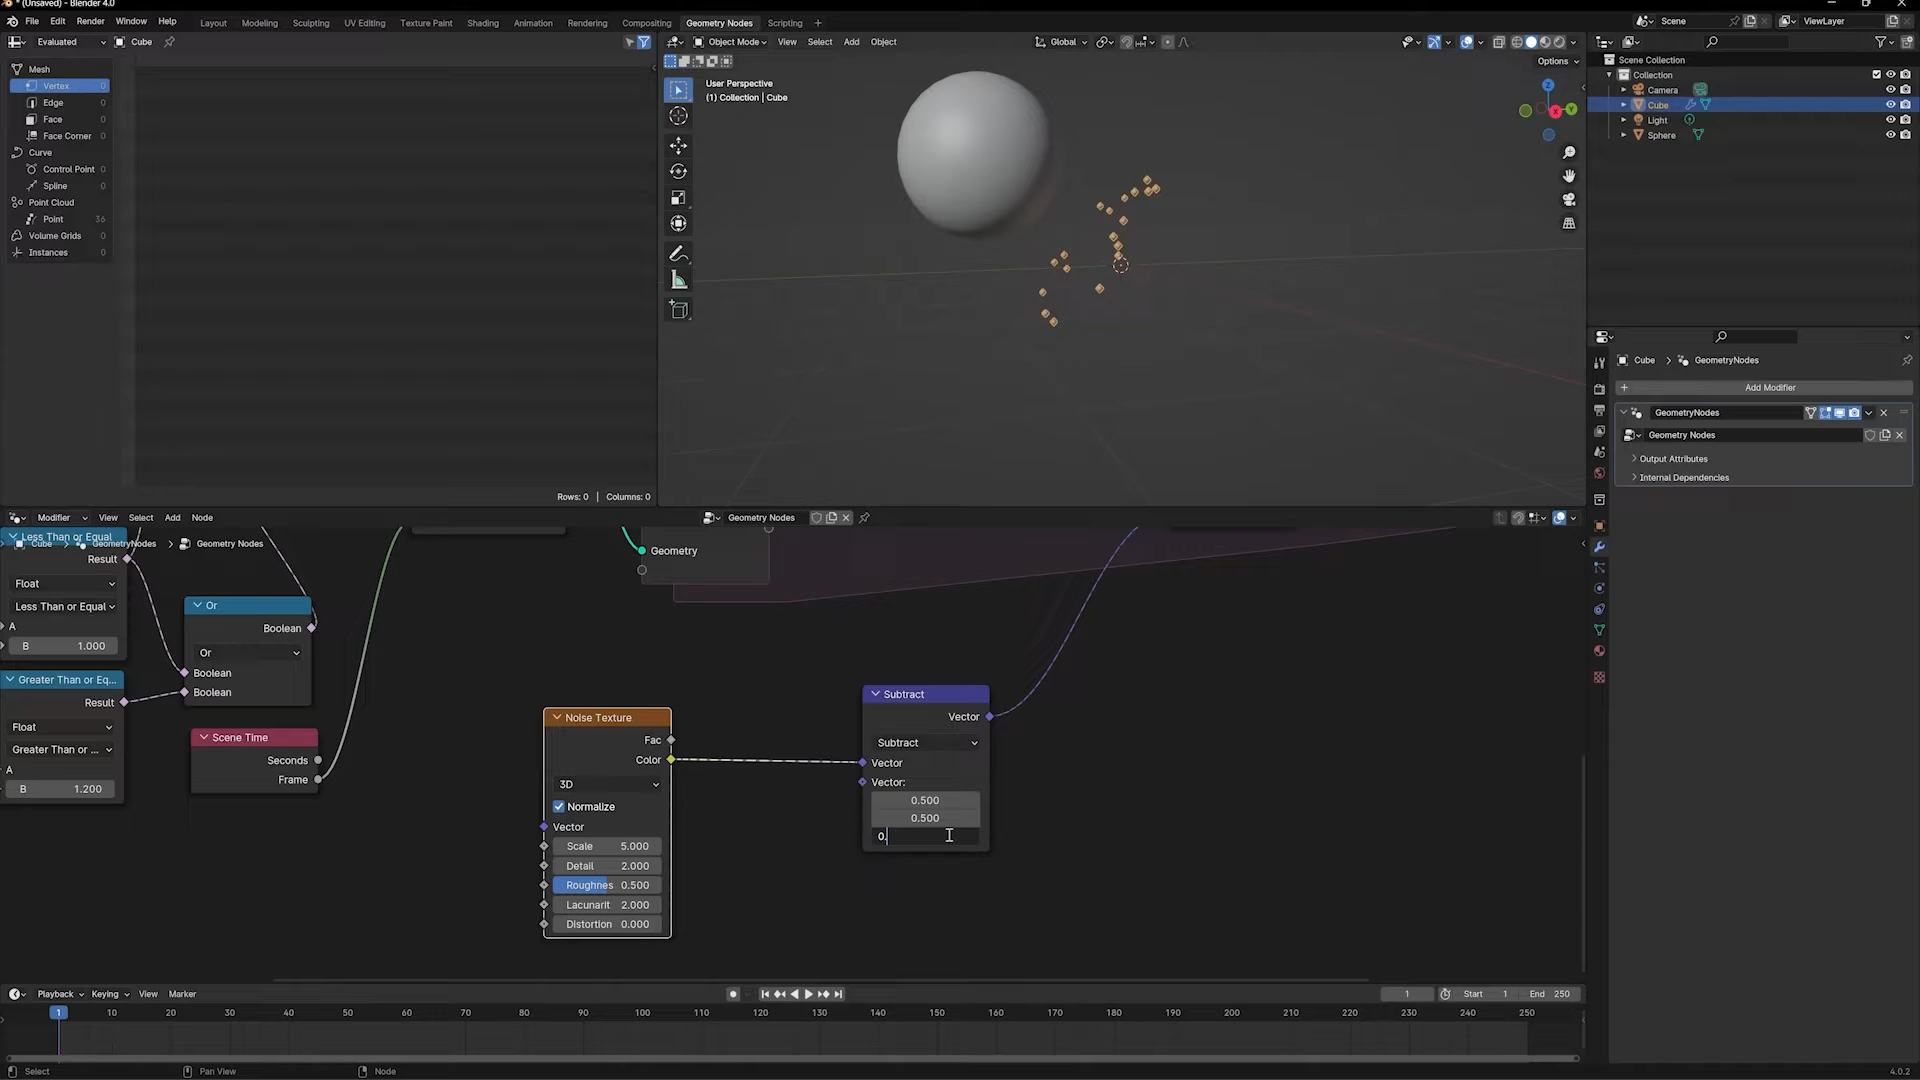 * (Unsaved) - Blender 4.0
File Edit Render Window Help
Layout Modeling Sculpting UV Editing Texture Paint Shading Animation Rendering Compositing Geometry Nodes Scripting +
Scene
ViewLayer
Evaluated
Cube
Object Mode View Select Add Object
Global
Options
Mesh
Vertex 0
Edge 0
Face 0
Face Corner 0
Curve
Control Point 0
Spline 0
Point Cloud
Point 36
Volume Grids 0
Instances 0
Rows: 0 | Columns: 0
User Perspective
(1) Collection | Cube
Z
Y
X
Scene Collection
Collection
Camera
Cube
Light
Sphere
Cube > GeometryNodes
Add Modifier
GeometryNodes
Geometry Nodes
Output Attributes
Internal Dependencies
Modifier View Select Add Node
Geometry Nodes
Cube > GeometryNodes > Geometry Nodes
Less Than or Equal
Result
Float
Less Than or Equal
A
B 1.000
Greater Than or Eq...
Result
Float
Greater Than or ...
A
B 1.200
Or
Boolean
Or
Boolean
Boolean
Scene Time
Seconds
Frame
Geometry
Noise Texture
Fac
Color
3D
Normalize
Vector
Scale 5.000
Detail 2.000
Roughnes 0.500
Lacunarit 2.000
Distortion 0.000
Subtract
Vector
Subtract
Vector
Vector:
0.500
0.500
0.
Playback Keying View Marker
1
Start 1
End 250
1 10 20 30 40 50 60 70 80 90 100 110 120 130 140 150 160 170 180 190 200 210 220 230 240 250
Select
Pan View
Node
4.0.2